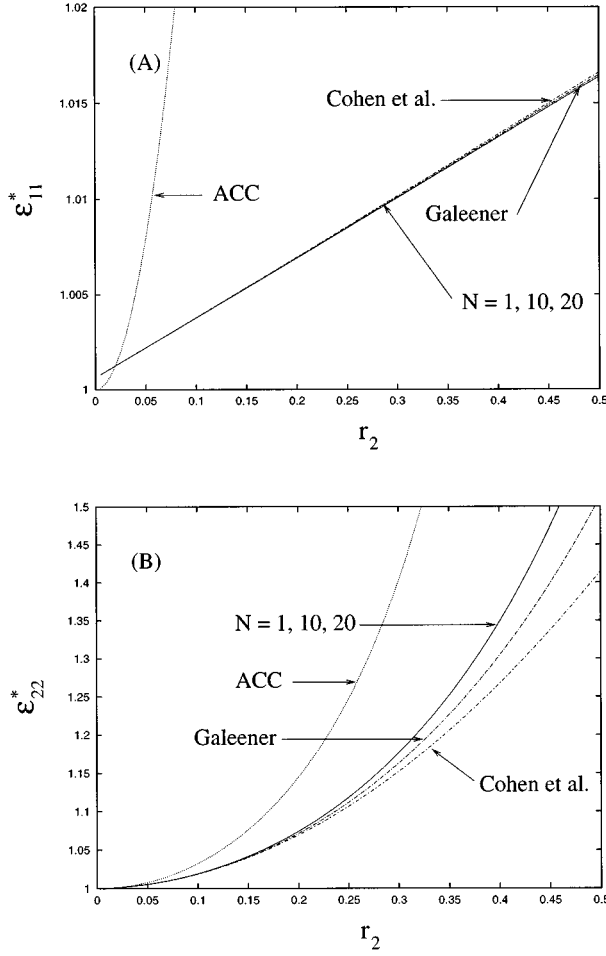 1.02
(A)
Cohen et al.
1.015
ε*11
1.01
ACC
Galeener
1.005
N = 1, 10, 20
1
0 0.05 0.1 0.15 0.2 0.25 0.3 0.35 0.4 0.45 0.5
r2
1.5
(B)
1.45
1.4
N = 1, 10, 20
1.35
1.3
ACC
ε*22
1.25
1.2
Galeener
1.15
Cohen et al.
1.1
1.05
1
0 0.05 0.1 0.15 0.2 0.25 0.3 0.35 0.4 0.45 0.5
r2